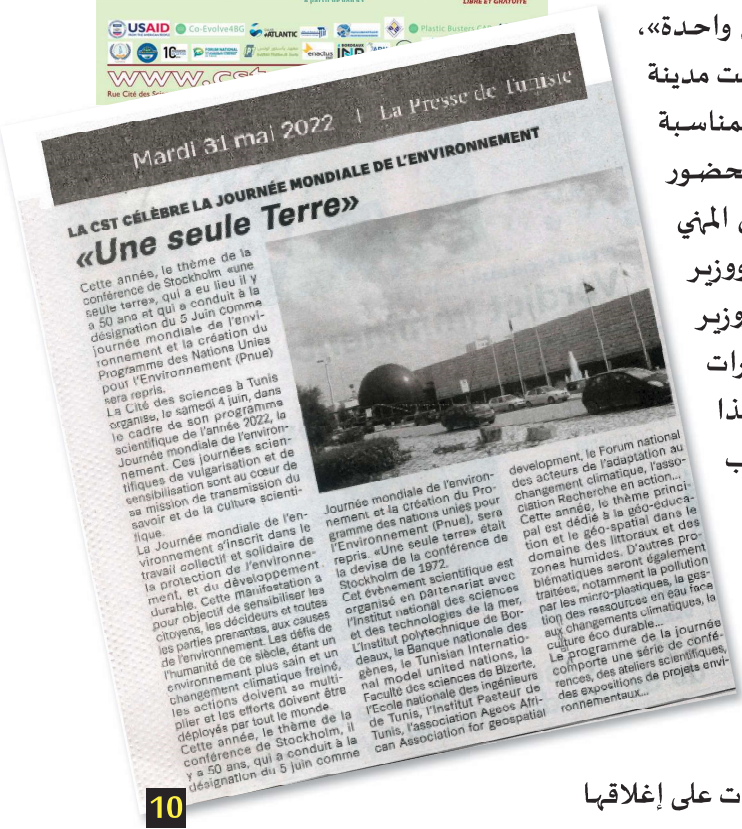 à partir de
LIBRE ET GRATUITE
USAID
Co-Evolve4BG
ATLANTIC
Plastic Busters
FORUM NATIONAL
enactus
BORDEAUX
INP
www.cst
Rue Cité des
Mardi 31 mai 2022 | La Presse de Tunisie
LA CST CÉLÈBRE LA JOURNÉE MONDIALE DE L'ENVIRONNEMENT
«Une seule Terre»
Cette année, le thème de la
conférence de Stockholm «une
seule terre», qui a eu lieu il y
a 50 ans et qui a conduit à la
désignation du 5 Juin comme
journée mondiale de l'envi-
ronnement et la création du
Programme des Nations Unies
pour l'Environnement (Pnue)
sera repris.
La Cité des sciences à Tunis
organise, le samedi 4 juin, dans
le cadre de son programme
scientifique de l'année 2022, la
Journée mondiale de l'environ-
nement. Ces journées scien-
tifiques de vulgarisation et de
sensibilisation sont au cœur de
sa mission de transmission du
savoir et de la culture scienti-
fique.
La Journée mondiale de l'en-
vironnement s'inscrit dans le
travail collectif et solidaire de
la protection de l'environne-
ment, et du développement
durable. Cette manifestation a
pour objectif de sensibiliser les
citoyens, les décideurs et toutes
les parties prenantes, aux causes
de l'environnement. Les défis de
l'humanité de ce siècle, étant un
environnement plus sain et un
changement climatique freiné,
les actions doivent se multi-
plier et les efforts doivent être
déployés par tout le monde.
Cette année, le thème de la
conférence de Stockholm, il
y a 50 ans, qui a conduit à la
désignation du 5 juin comme
Journée mondiale de l'environ-
nement et la création du Pro-
gramme des nations unies pour
l'Environnement (Pnue), sera
repris. «Une seule terre» était
la devise de la conférence de
Stockholm de 1972.
Cet évènement scientifique est
organisé en partenariat avec
l'Institut national des sciences
et des technologies de la mer,
L'Institut polytechnique de Bor-
deaux, la Banque nationale des
gènes, le Tunisian Internatio-
nal model united nations, la
Faculté des sciences de Bizerte,
l'Ecole nationale des ingénieurs
de Tunis, l'Institut Pasteur de
Tunis, l'association Ageos Afri-
can Association for geospatial
development, le Forum national
des acteurs de l'adaptation au
changement climatique, l'asso-
ciation Recherche en action...
Cette année, le thème princi-
pal est dédié à la géo-éduca-
tion et le géo-spatial dans le
domaine des littoraux et des
zones humides. D'autres pro-
blématiques seront également
traitées, notamment la pollution
par les micro-plastiques, la ges-
tion des ressources en eau face
aux changements climatiques, la
culture éco durable...
Le programme de la journée
comporte une série de confé-
rences, des ateliers scientifiques,
des expositions de projets envi-
ronnementaux...
واحدة»،
ت مدينة
لمناسبة
حضور
المهني
ووزير
وزير
رات
ذا
ب
ت على إغلاقها
10